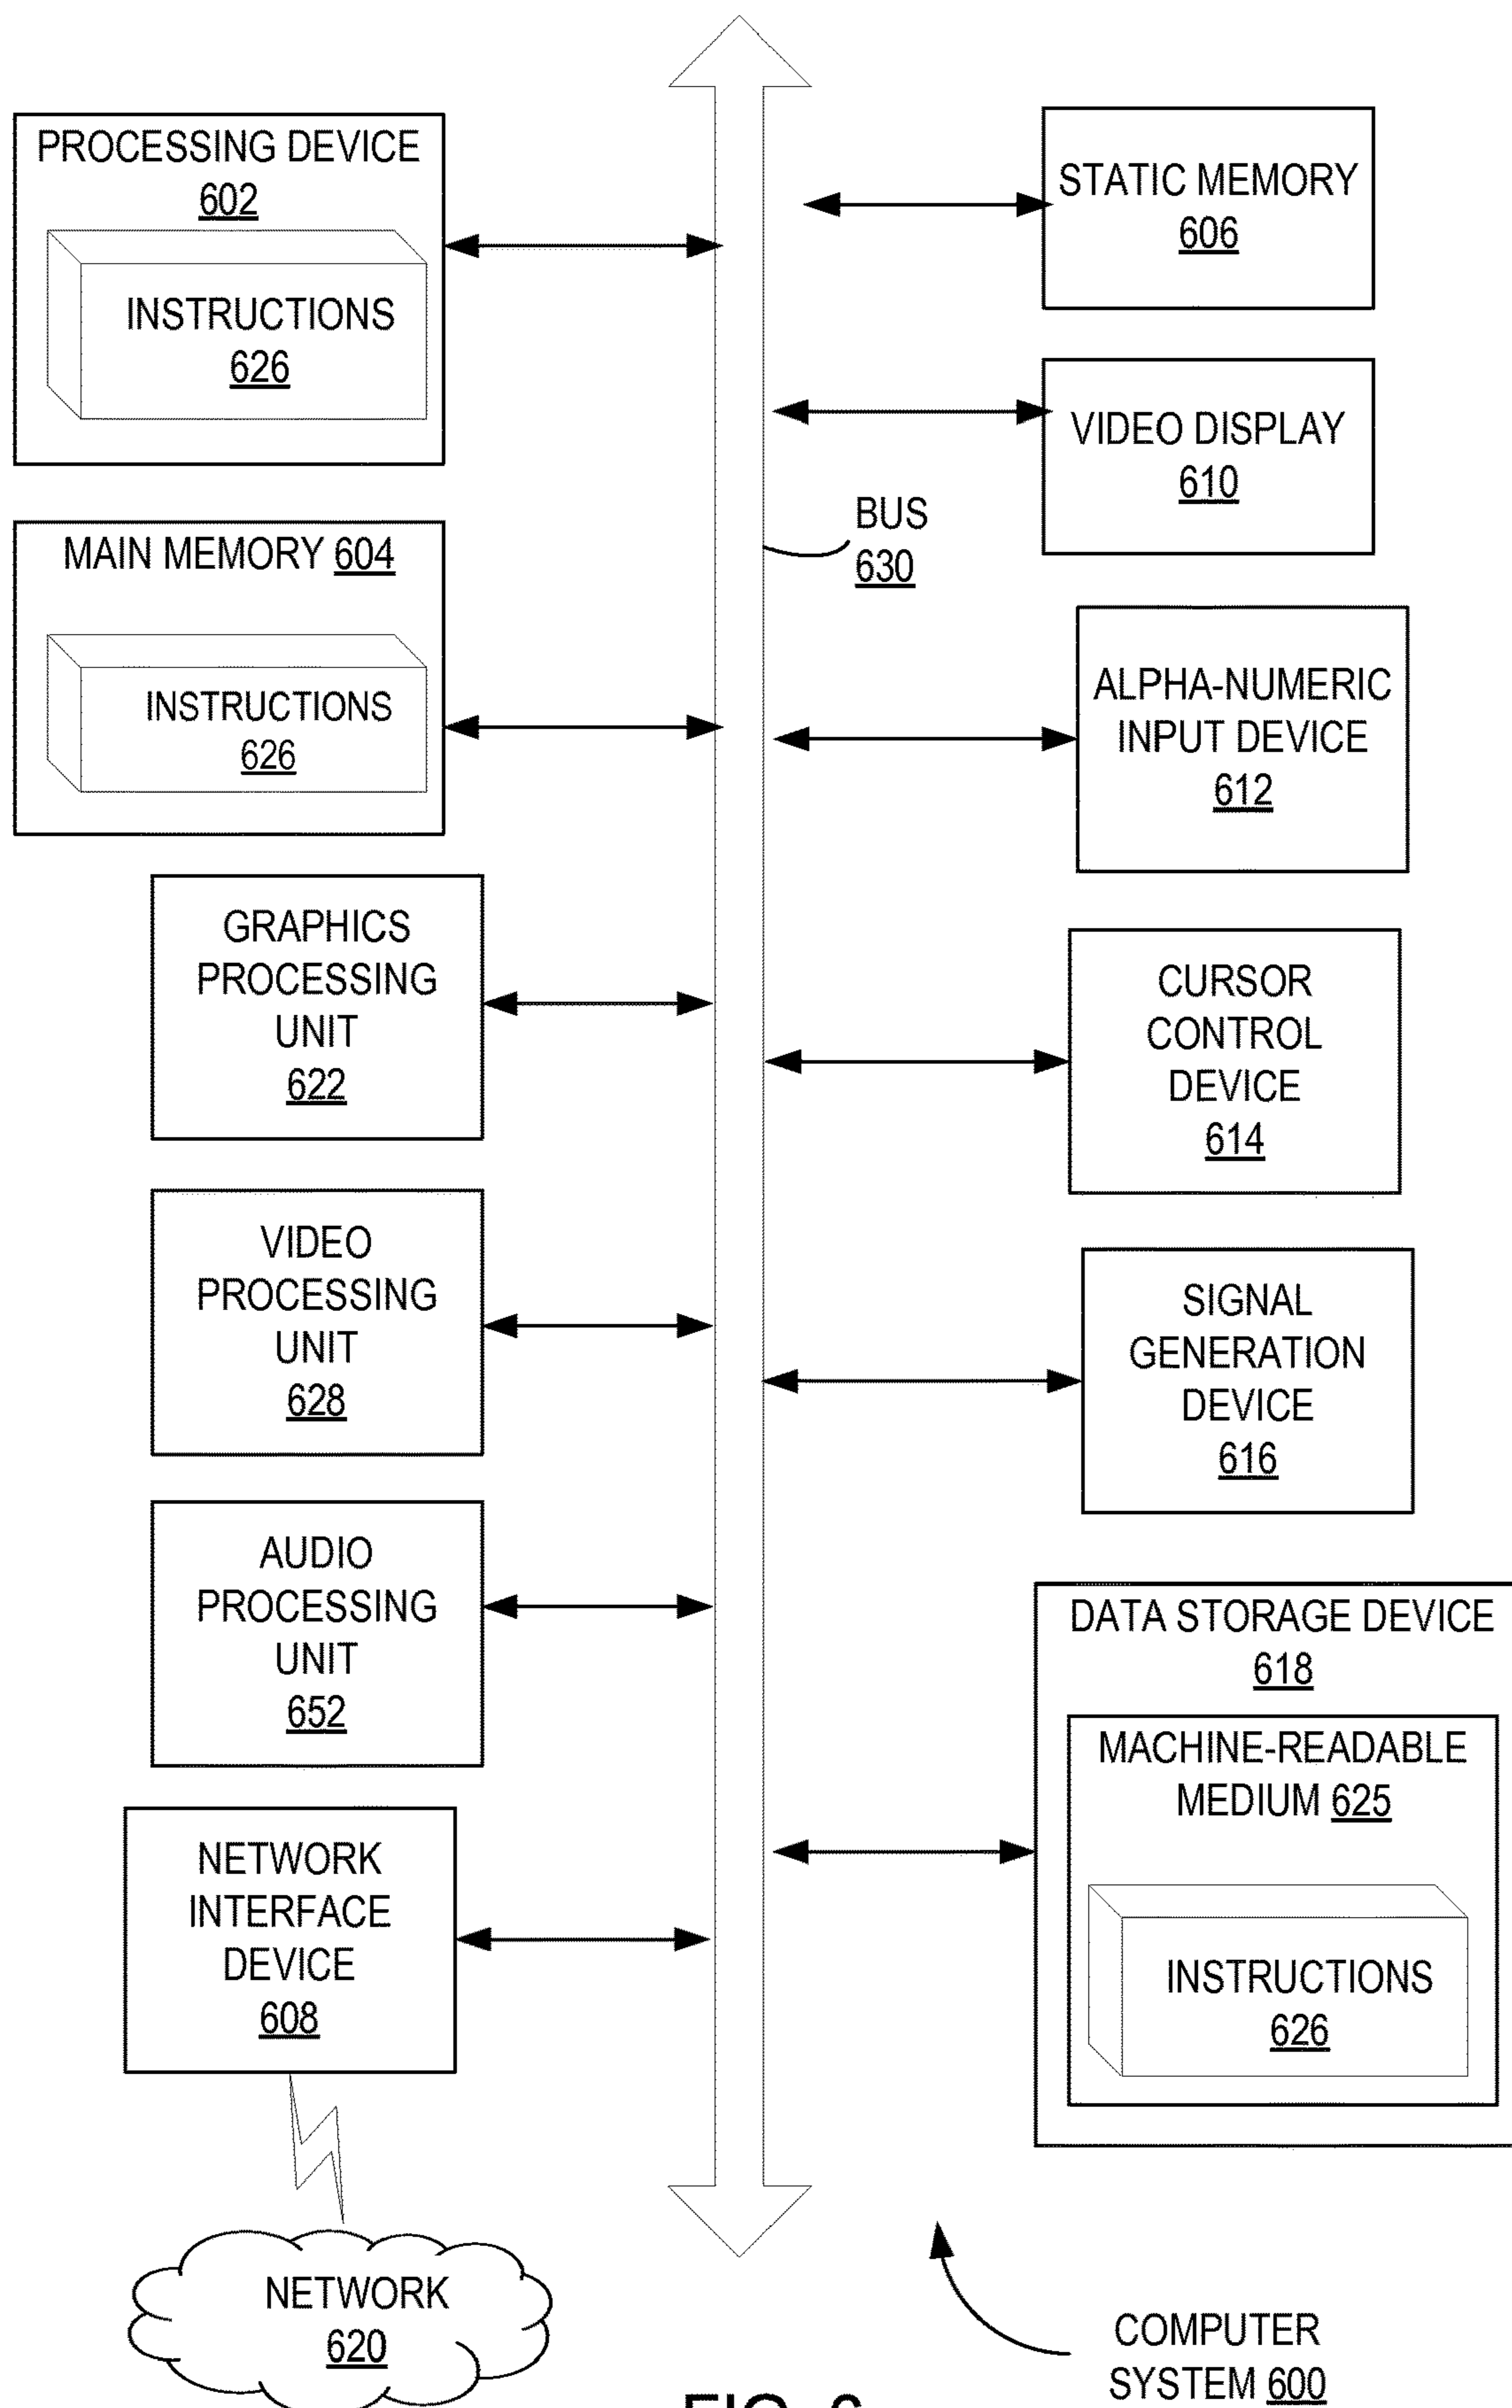 PROCESSING DEVICE
602
INSTRUCTIONS
626
MAIN MEMORY 604
INSTRUCTIONS
626
GRAPHICS
PROCESSING
UNIT
622
VIDEO
PROCESSING
UNIT
628
AUDIO
PROCESSING
UNIT
652
NETWORK
INTERFACE
DEVICE
608
NETWORK
620
BUS
630
STATIC MEMORY
606
VIDEO DISPLAY
610
ALPHA-NUMERIC
INPUT DEVICE
612
CURSOR
CONTROL
DEVICE
614
SIGNAL
GENERATION
DEVICE
616
DATA STORAGE DEVICE
618
MACHINE-READABLE
MEDIUM 625
INSTRUCTIONS
626
COMPUTER
SYSTEM 600
FIG. 6